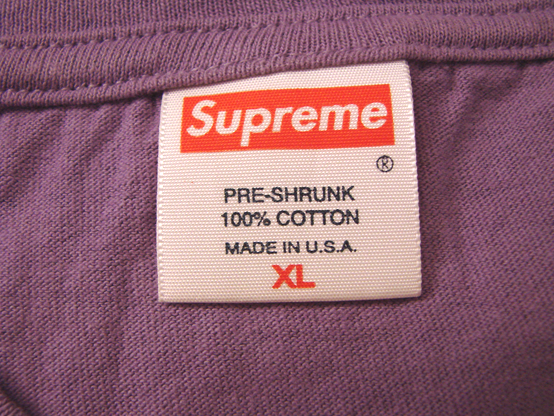 Supreme
®
PRE-SHRUNK
100% COTTON
MADE IN U.S.A.
XL